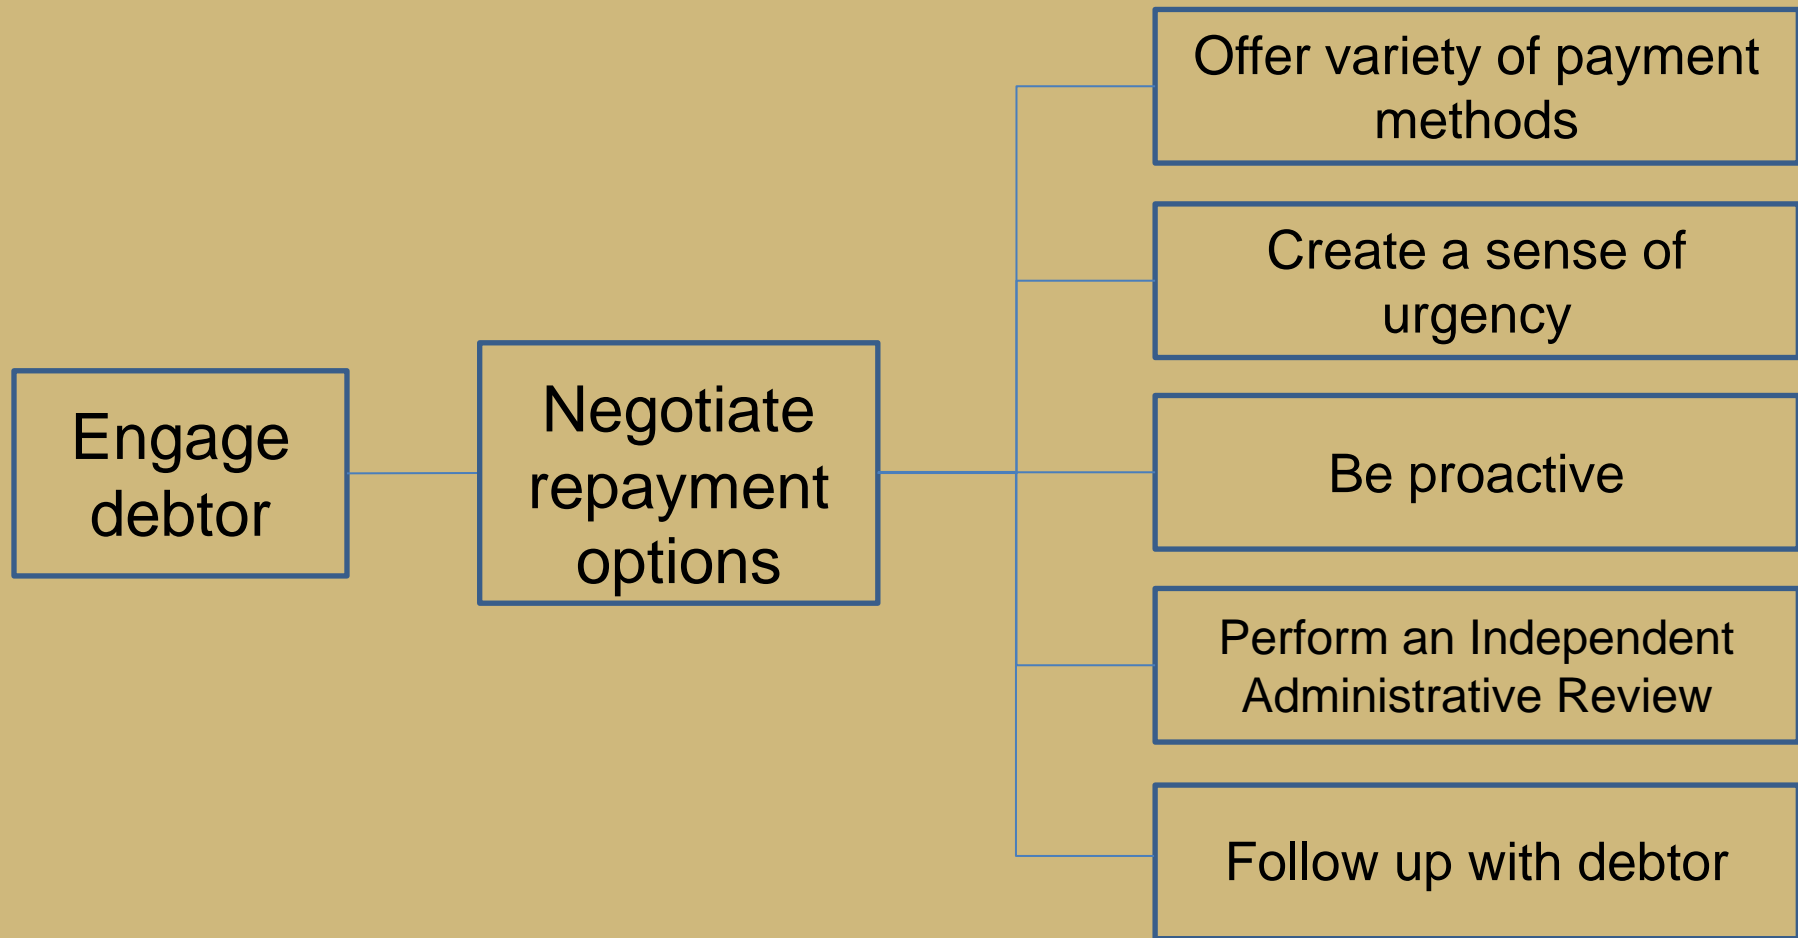 Engage
debtor
Negotiate
repayment
options
Offer variety of payment
methods
Create a sense of
urgency
Be proactive
Perform an Independent
Administrative Review
Follow up with debtor